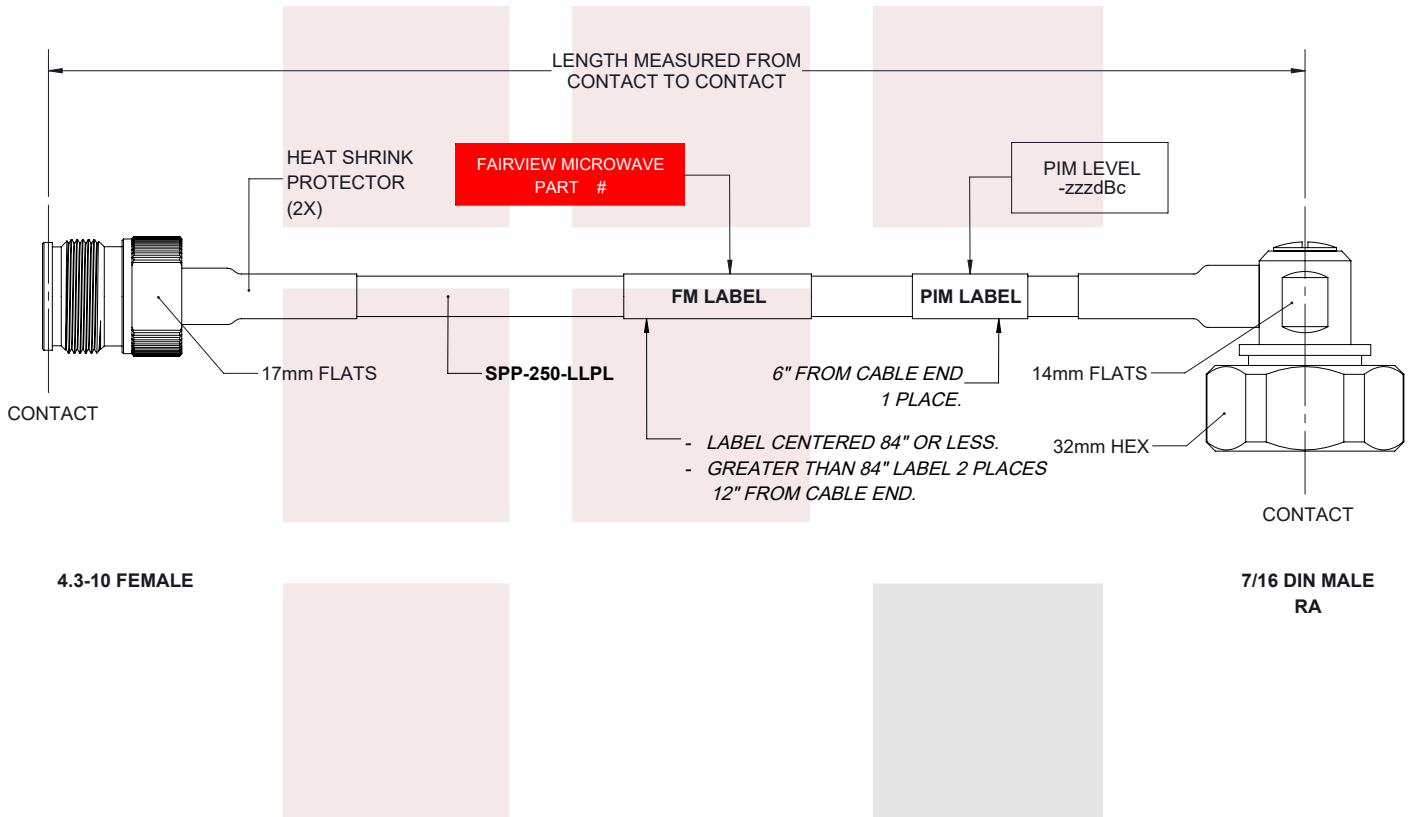 LENGTH MEASURED FROM
CONTACT TO CONTACT
HEAT SHRINK
PROTECTOR
(2X)
FAIRVIEW MICROWAVE
PART #
PIM LEVEL
-zzzdBc
FM LABEL
PIM LABEL
17mm FLATS
SPP-250-LLPL
6" FROM CABLE END
1 PLACE.
14mm FLATS
CONTACT
- LABEL CENTERED 84" OR LESS.
- GREATER THAN 84" LABEL 2 PLACES
12" FROM CABLE END.
32mm HEX
CONTACT
4.3-10 FEMALE
7/16 DIN MALE
RA